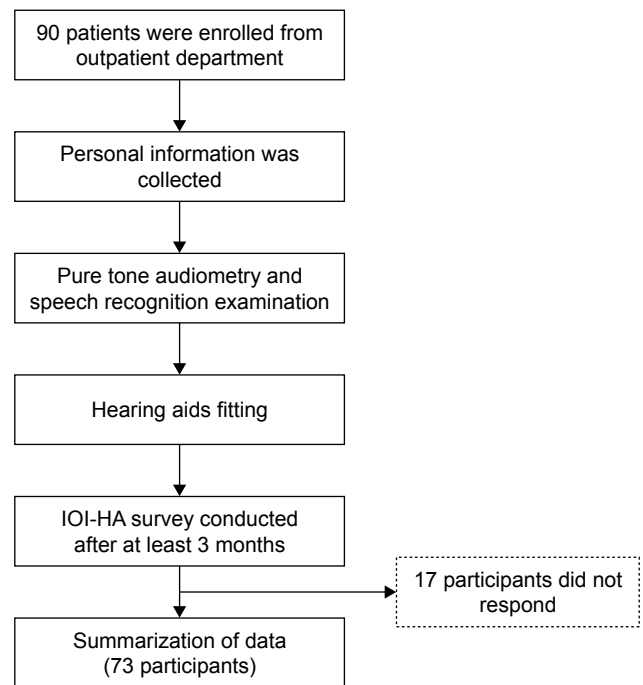 90 patients were enrolled from
outpatient department
Personal information was
collected
Pure tone audiometry and
speech recognition examination
Hearing aids fitting
IOI-HA survey conducted
after at least 3 months
17 participants did not
respond
Summarization of data
(73 participants)